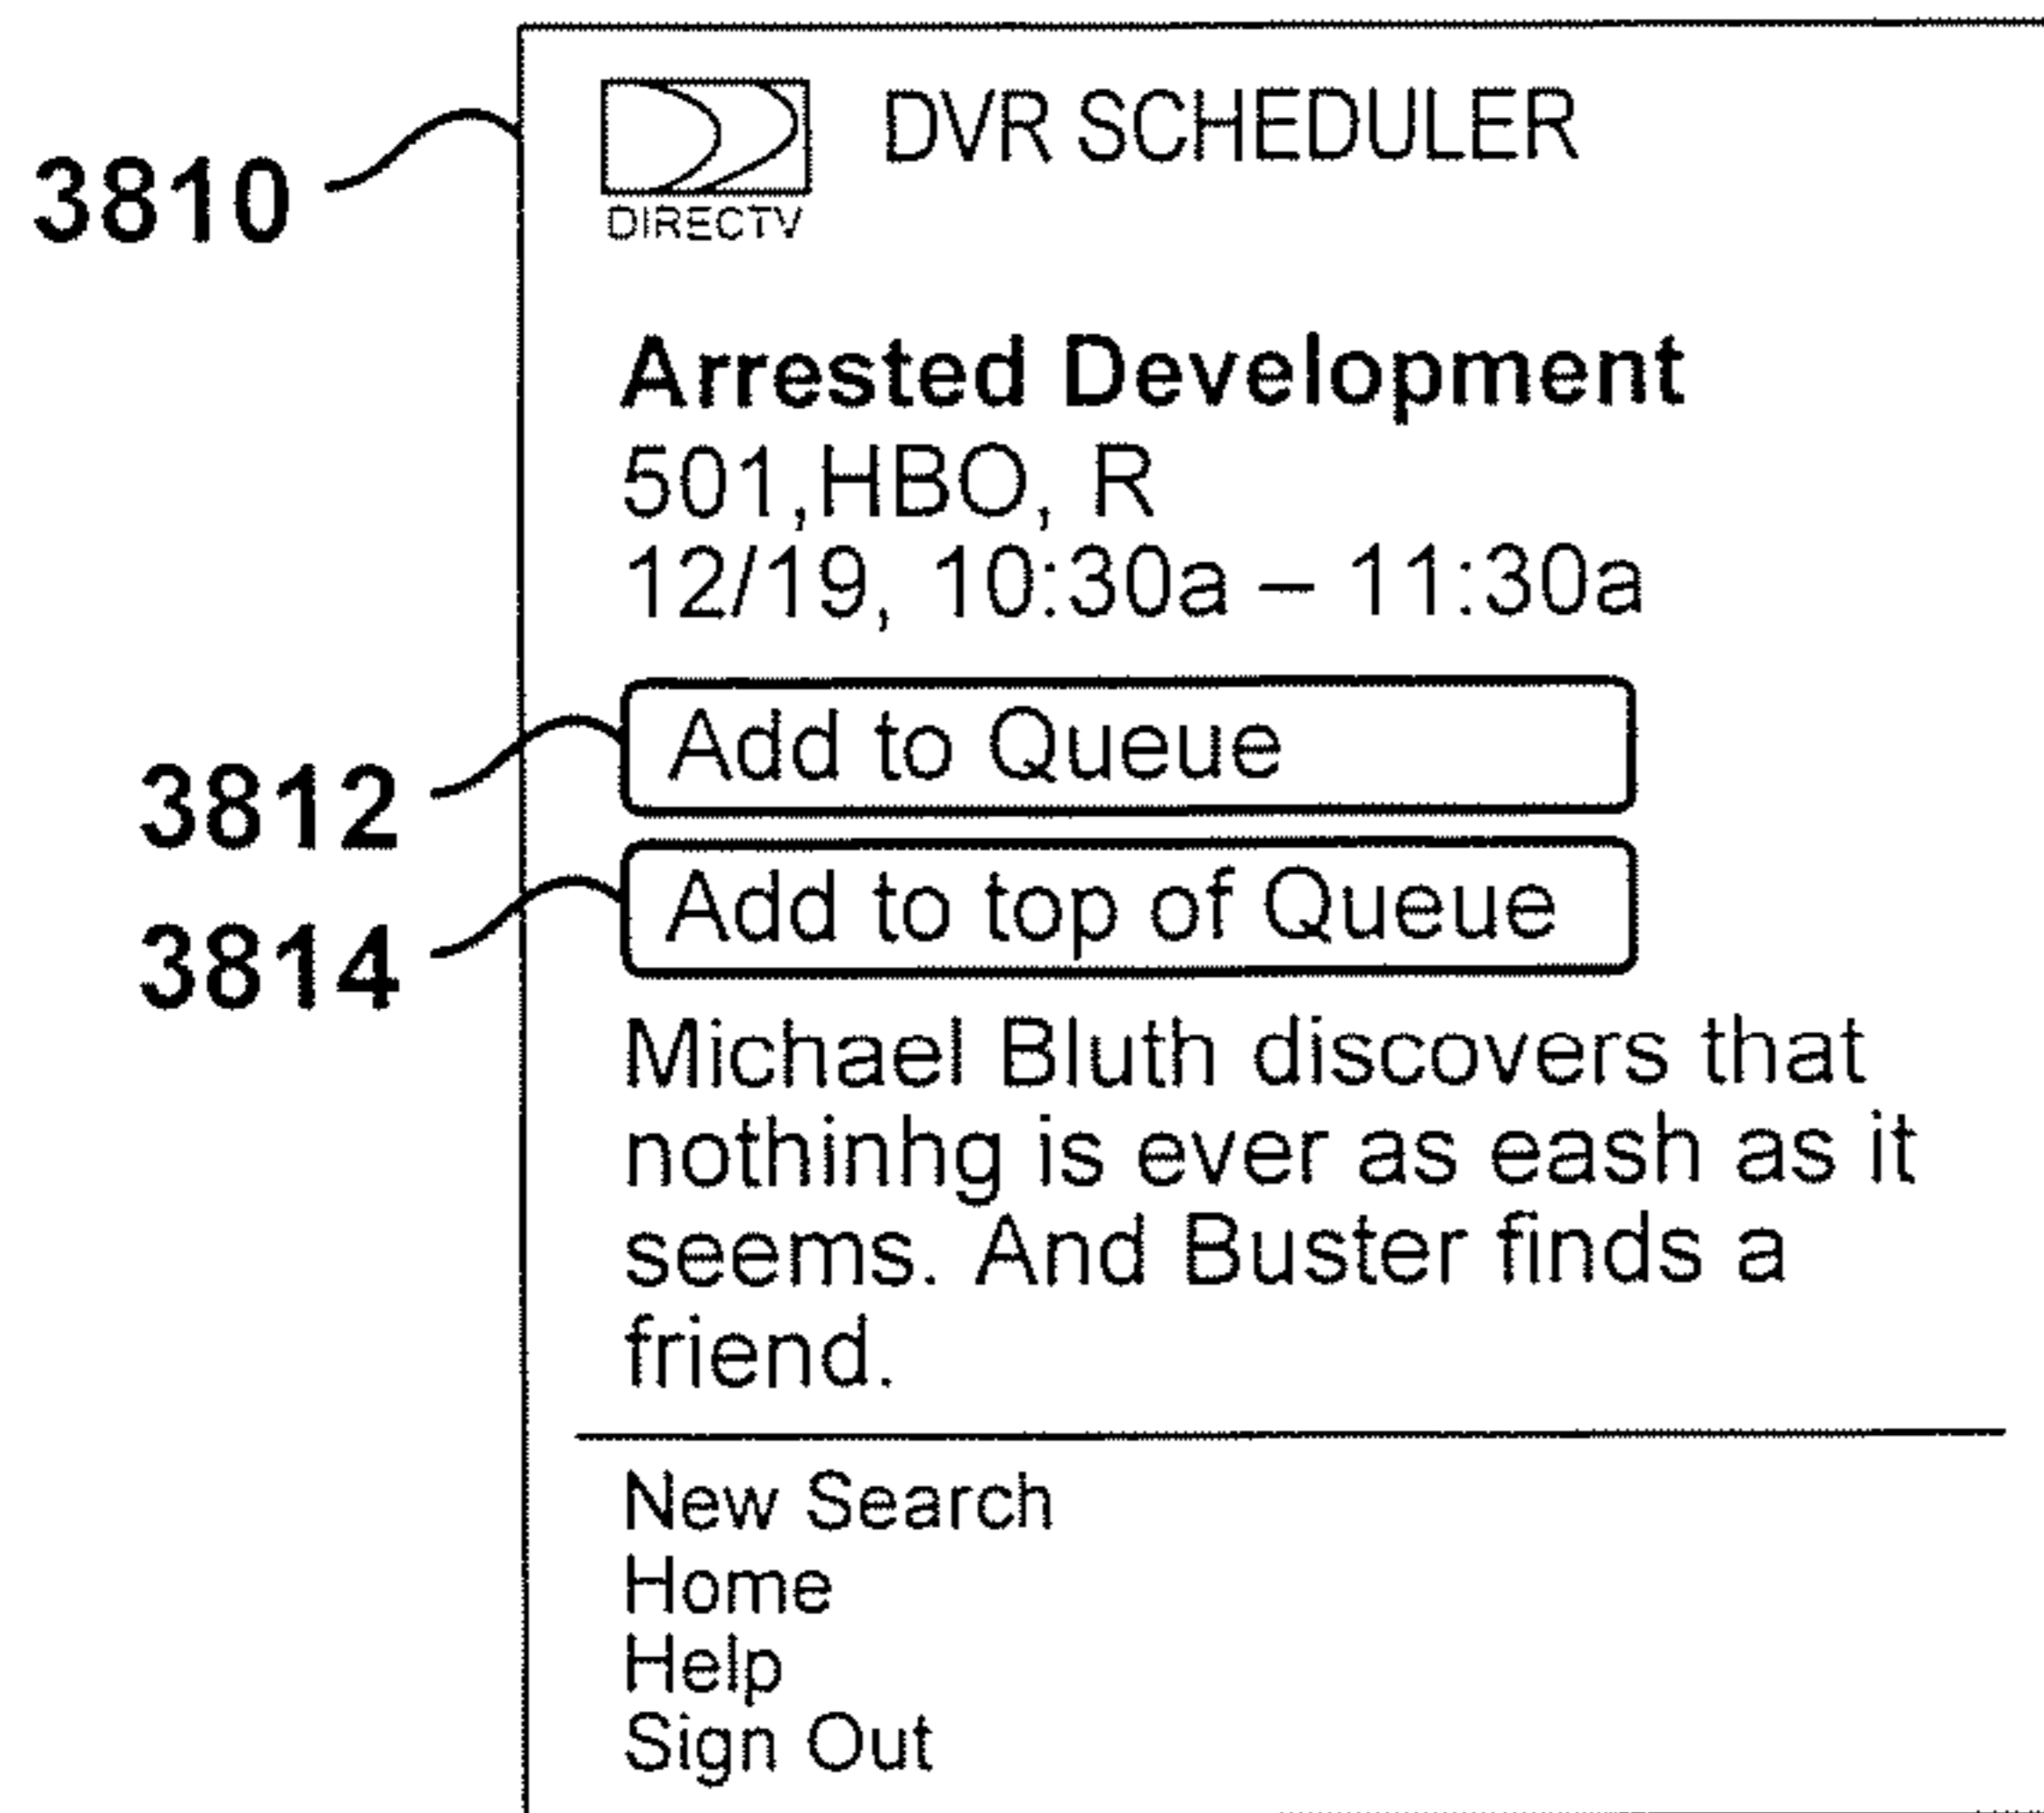 3810
DVR SCHEDULER
DIRECTV
Arrested Development
501,HBO, R
12/19, 10:30a – 11:30a
3812
Add to Queue
3814
Add to top of Queue
Michael Bluth discovers that
nothinhg is ever as eash as it
seems. And Buster finds a
friend.
New Search
Home
Help
Sign Out